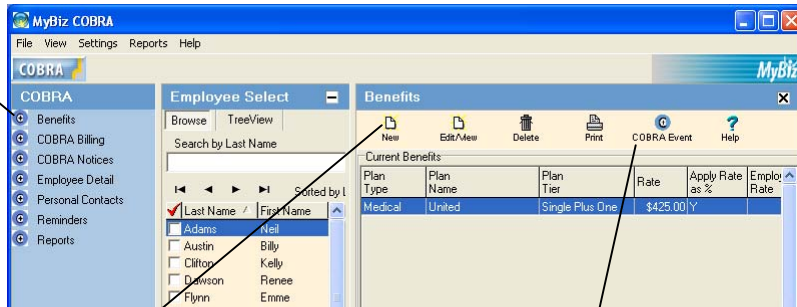 MyBiz COBRA
File View Settings Reports Help
COBRA
MyBiz
COBRA
Benefits
COBRA Billing
COBRA Notices
Employee Detail
Personal Contacts
Reminders
Reports
Employee Select
Browse TreeView
Search by Last Name
Sorted by L
Last Name First Name
Adams Neil
Austin Billy
Clifton Kelly
Dawson Renee
Flynn Emme
Benefits
New Edit/View Delete Print COBRA Event Help
Current Benefits
Plan Type Plan Name Plan Tier Rate Apply Rate as % Employ Rate
Medical United Single Plus One $425.00 Y